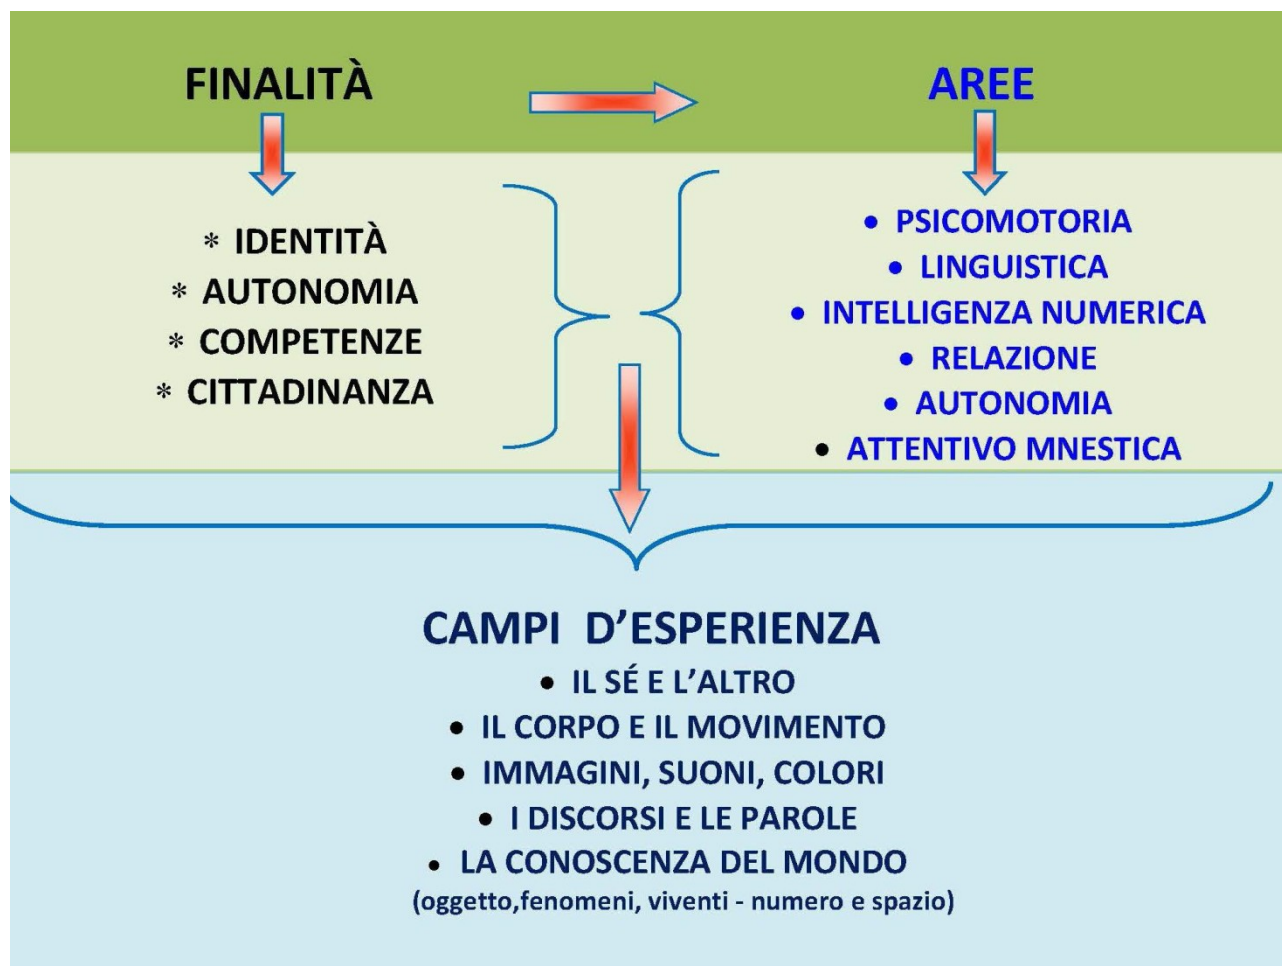 FINALITÀ
AREE
* IDENTITÀ
* AUTONOMIA
* COMPETENZE
* CITTADINANZA
• PSICOMOTORIA
• LINGUISTICA
• INTELLIGENZA NUMERICA
• RELAZIONE
• AUTONOMIA
• ATTENTIVO MNESTICA
CAMPI D’ESPERIENZA
• IL SÉ E L’ALTRO
• IL CORPO E IL MOVIMENTO
• IMMAGINI, SUONI, COLORI
• I DISCORSI E LE PAROLE
• LA CONOSCENZA DEL MONDO
(oggetto,fenomeni, viventi - numero e spazio)